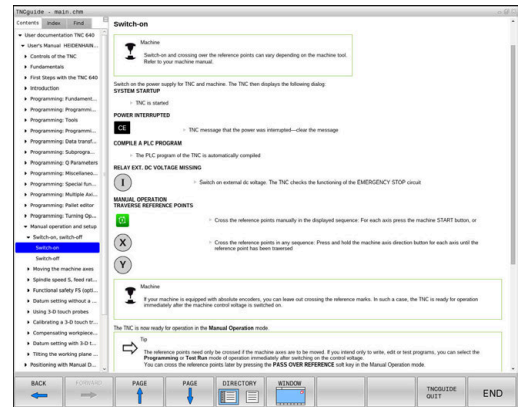 TNCguide - main.chm
Contents Index Find
User documentation TNC 640
User's Manual HEIDENHAIN...
Controls of the TNC
Fundamentals
First Steps with the TNC 640
Introduction
Programming: Fundament...
Programming: Programmi...
Programming: Tools
Programming: Programmi...
Programming: Data transf...
Programming: Subprogra...
Programming: Q Parameters
Programming: Miscellaneo...
Programming: Special fun...
Programming: Multiple Axi...
Programming: Pallet editor
Programming: Turning Op...
Manual operation and setup
Switch-on, switch-off
Switch-on
Switch-off
Moving the machine axes
Spindle speed S, feed rat...
Functional safety FS (opti...
Datum setting without a ...
Using 3-D touch probes
Calibrating a 3-D touch tr...
Compensating workpiece...
Datum setting with 3-D t...
Tilting the working plane ...
Positioning with Manual D...
Switch-on
Machine
Switch-on and crossing over the reference points can vary depending on the machine tool.
Refer to your machine manual.
Switch on the power supply for TNC and machine. The TNC then displays the following dialog:
SYSTEM STARTUP
TNC is started
POWER INTERRUPTED
CE
TNC message that the power was interrupted—clear the message
COMPILE A PLC PROGRAM
The PLC program of the TNC is automatically compiled
RELAY EXT. DC VOLTAGE MISSING
I
Switch on external dc voltage. The TNC checks the functioning of the EMERGENCY STOP circuit
MANUAL OPERATION
TRAVERSE REFERENCE POINTS
Cross the reference points manually in the displayed sequence: For each axis press the machine START button, or
X
Cross the reference points in any sequence: Press and hold the machine axis direction button for each axis until the
reference point has been traversed
Y
Machine
If your machine is equipped with absolute encoders, you can leave out crossing the reference marks. In such a case, the TNC is ready for operation
immediately after the machine control voltage is switched on.
The TNC is now ready for operation in the Manual Operation mode.
Tip
The reference points need only be crossed if the machine axes are to be moved. If you intend only to write, edit or test programs, you can select the
Programming or Test Run mode of operation immediately after switching on the control voltage.
You can cross the reference points later by pressing the PASS OVER REFERENCE soft key in the Manual Operation mode.
BACK FORWARD PAGE PAGE DIRECTORY WINDOW TNCGUIDE
QUIT END